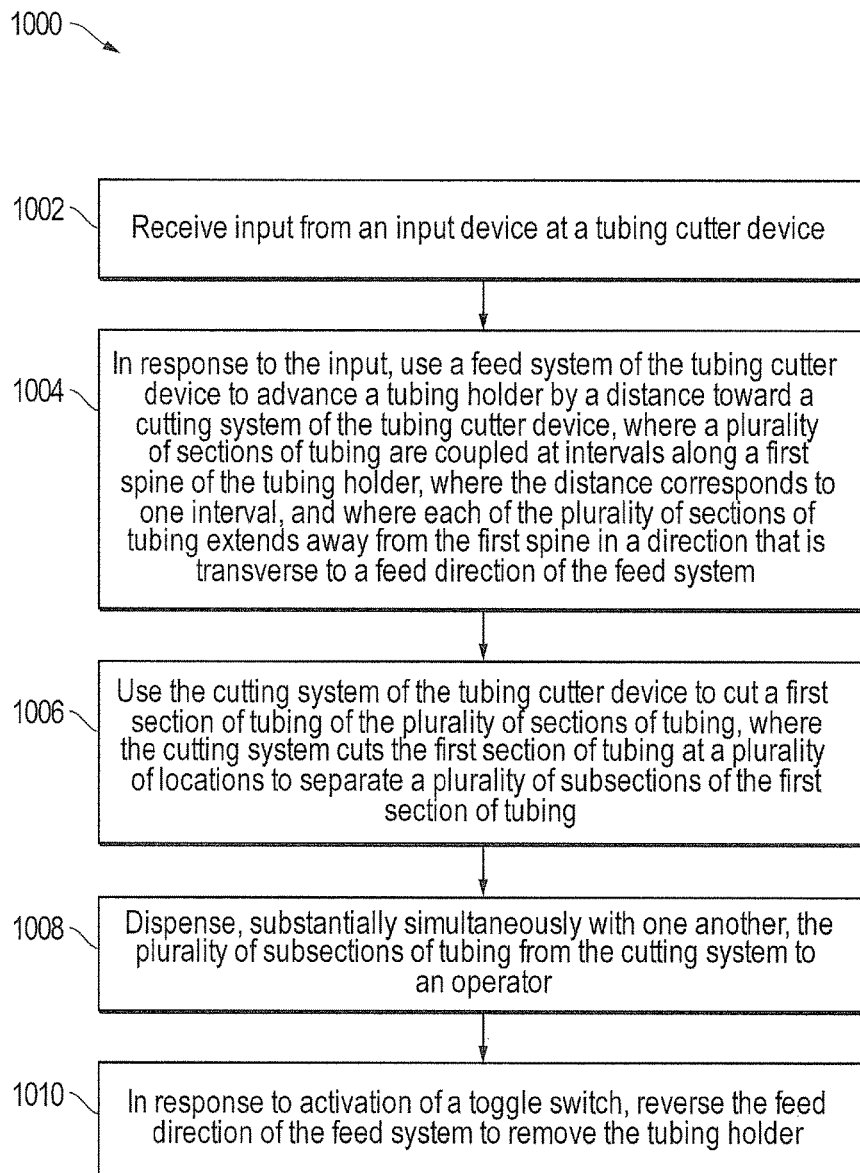 1000
1002
Receive input from an input device at a tubing cutter device
1004
In response to the input, use a feed system of the tubing cutter
device to advance a tubing holder by a distance toward a
cutting system of the tubing cutter device, where a plurality
of sections of tubing are coupled at intervals along a first
spine of the tubing holder, where the distance corresponds to
one interval, and where each of the plurality of sections of
tubing extends away from the first spine in a direction that is
transverse to a feed direction of the feed system
1006
Use the cutting system of the tubing cutter device to cut a first
section of tubing of the plurality of sections of tubing, where
the cutting system cuts the first section of tubing at a plurality
of locations to separate a plurality of subsections of the first
section of tubing
1008
Dispense, substantially simultaneously with one another, the
plurality of subsections of tubing from the cutting system to
an operator
1010
In response to activation of a toggle switch, reverse the feed
direction of the feed system to remove the tubing holder